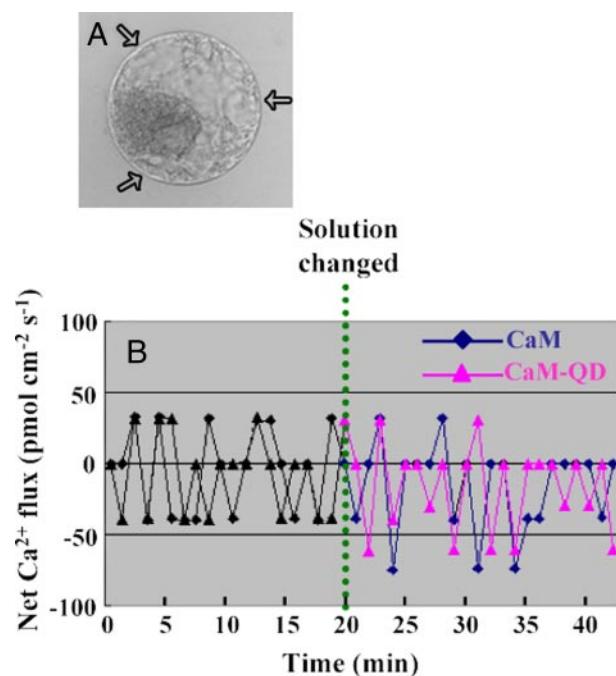 A
Solution
changed
Net Ca²⁺ flux (pmol cm⁻² s⁻¹)
100
50
0
-50
-100
B
CaM
CaM-QD
0 5 10 15 20 25 30 35 40
Time (min)